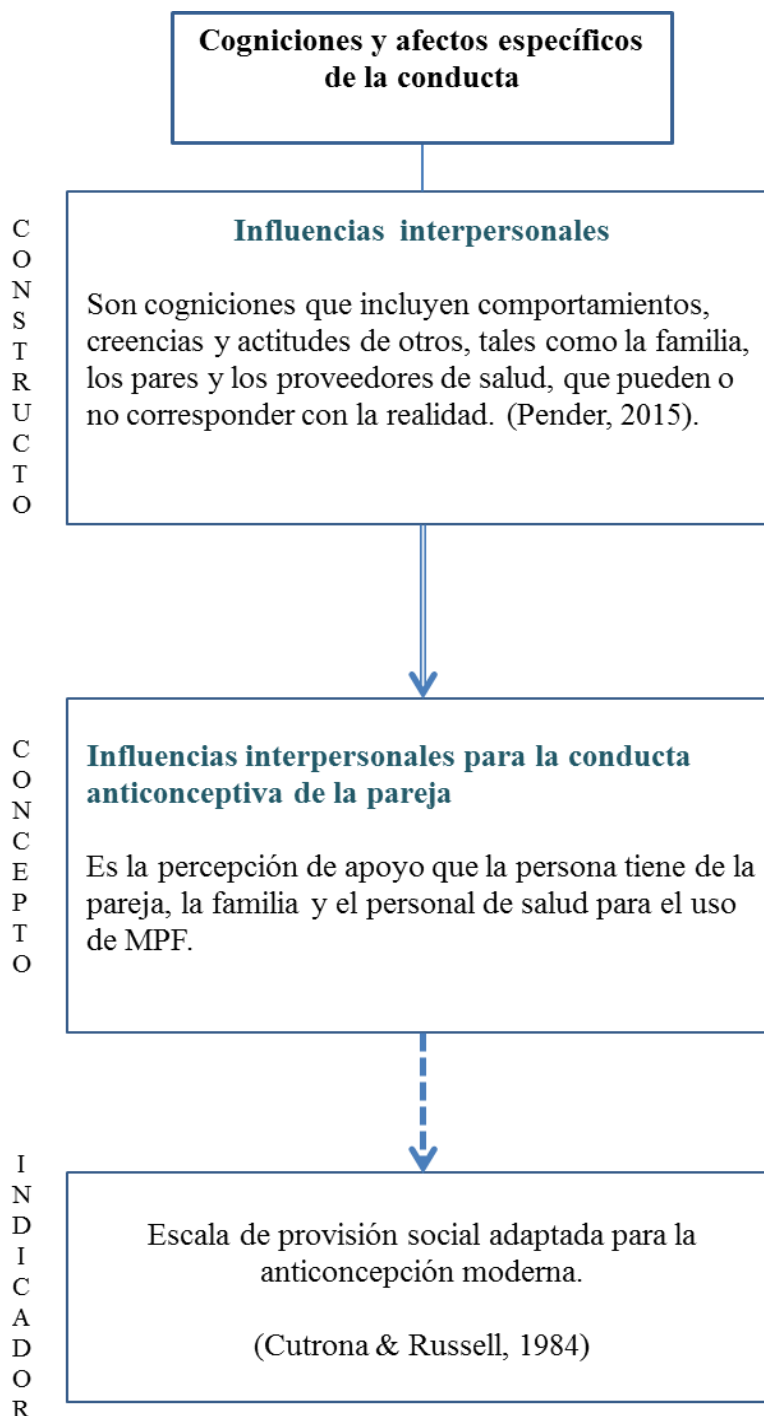 Cogniciones y afectos específicos
de la conducta
CONSTRUCTO
Influencias interpersonales
Son cogniciones que incluyen comportamientos,
creencias y actitudes de otros, tales como la familia,
los pares y los proveedores de salud, que pueden o
no corresponder con la realidad. (Pender, 2015).
CONCEPTO
Influencias interpersonales para la conducta
anticonceptiva de la pareja
Es la percepción de apoyo que la persona tiene de la
pareja, la familia y el personal de salud para el uso
de MPF.
INDICADOR
Escala de provisión social adaptada para la
anticoncepción moderna.
(Cutrona & Russell, 1984)